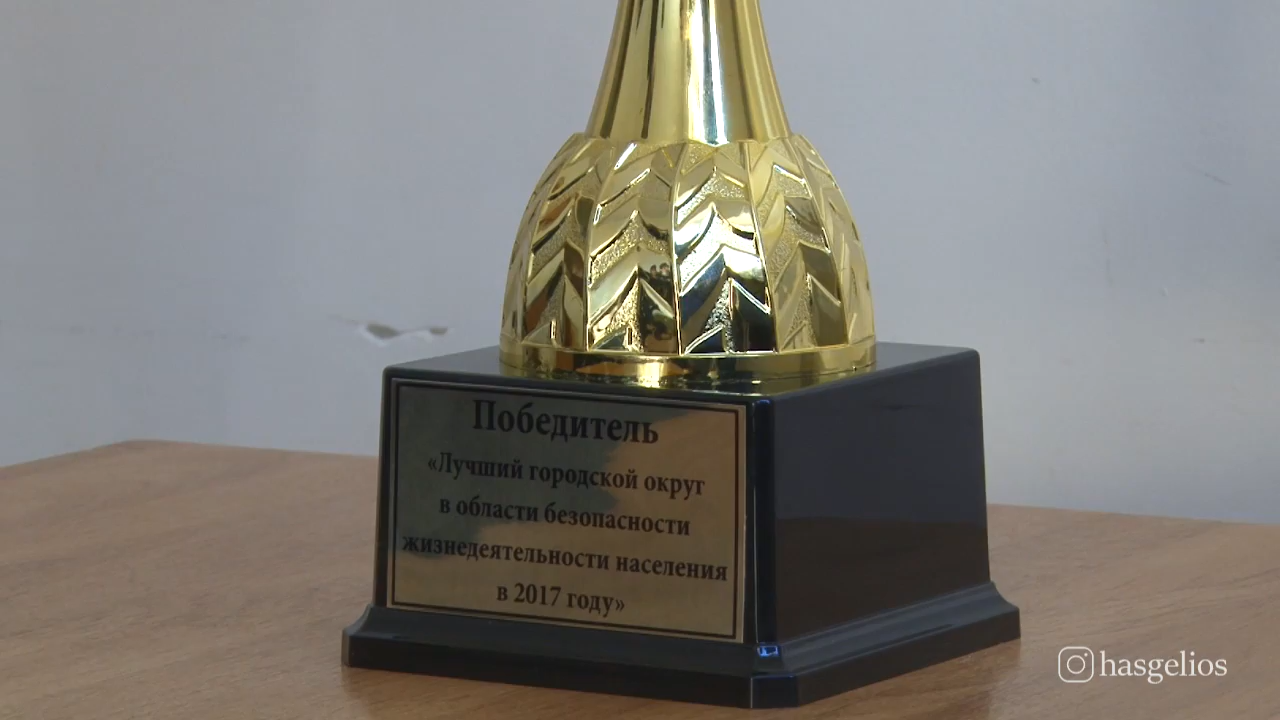 Победитель
«Лучший городской округ
в области безопасности
жизнедеятельности населения
в 2017 году»
hasgelios